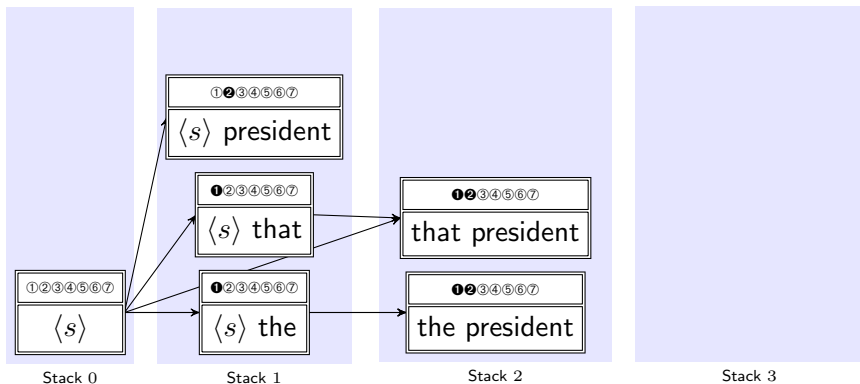 ①❷③④⑤⑥⑦
⟨s⟩ president
❶②③④⑤⑥⑦
⟨s⟩ that
❶❷③④⑤⑥⑦
that president
①②③④⑤⑥⑦
⟨s⟩
❶②③④⑤⑥⑦
⟨s⟩ the
❶❷③④⑤⑥⑦
the president
Stack 0
Stack 1
Stack 2
Stack 3